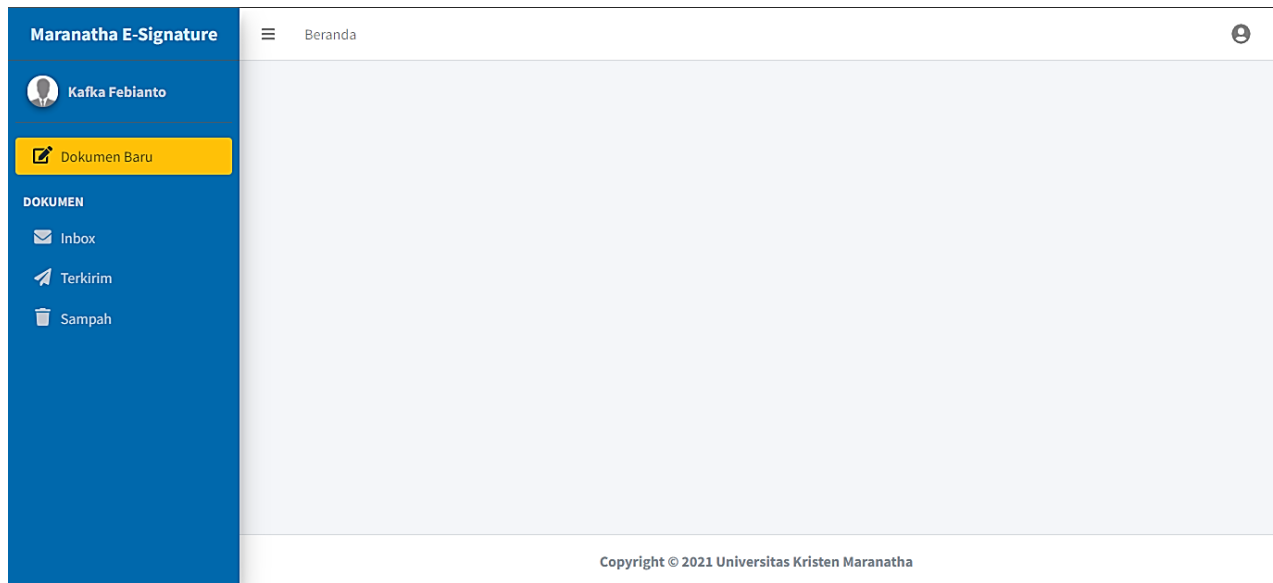 Maranatha E-Signature
Beranda
Kafka Febianto
Dokumen Baru
DOKUMEN
Inbox
Terkirim
Sampah
Copyright © 2021 Universitas Kristen Maranatha